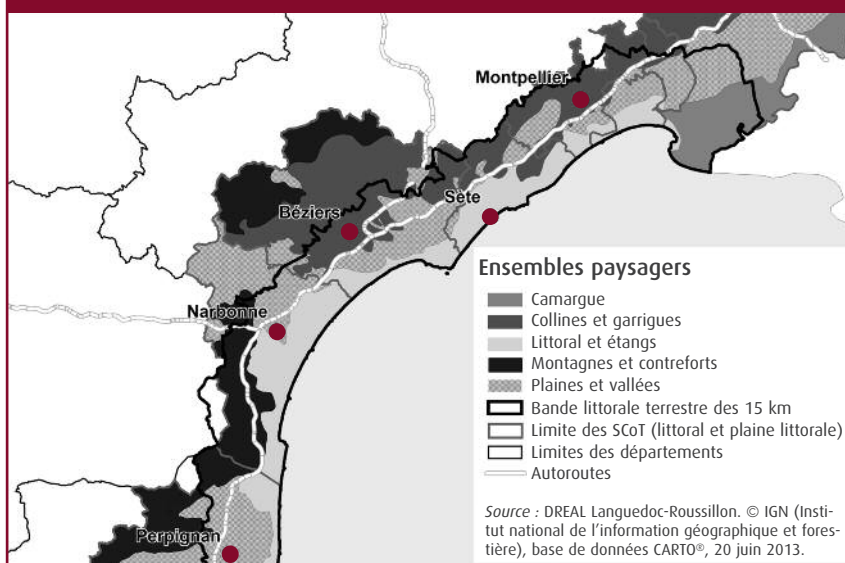 Montpellier
Sète
Béziers
Narbonne
Perpignan
Ensembles paysagers
Camargue
Collines et garrigues
Littoral et étangs
Montagnes et contreforts
Plaines et vallées
Bande littorale terrestre des 15 km
Limite des SCoT (littoral et plaine littorale)
Limites des départements
Autoroutes
Source : DREAL Languedoc-Roussillon. © IGN (Insti-
tut national de l’information géographique et fores-
tière), base de données CARTO®, 20 juin 2013.